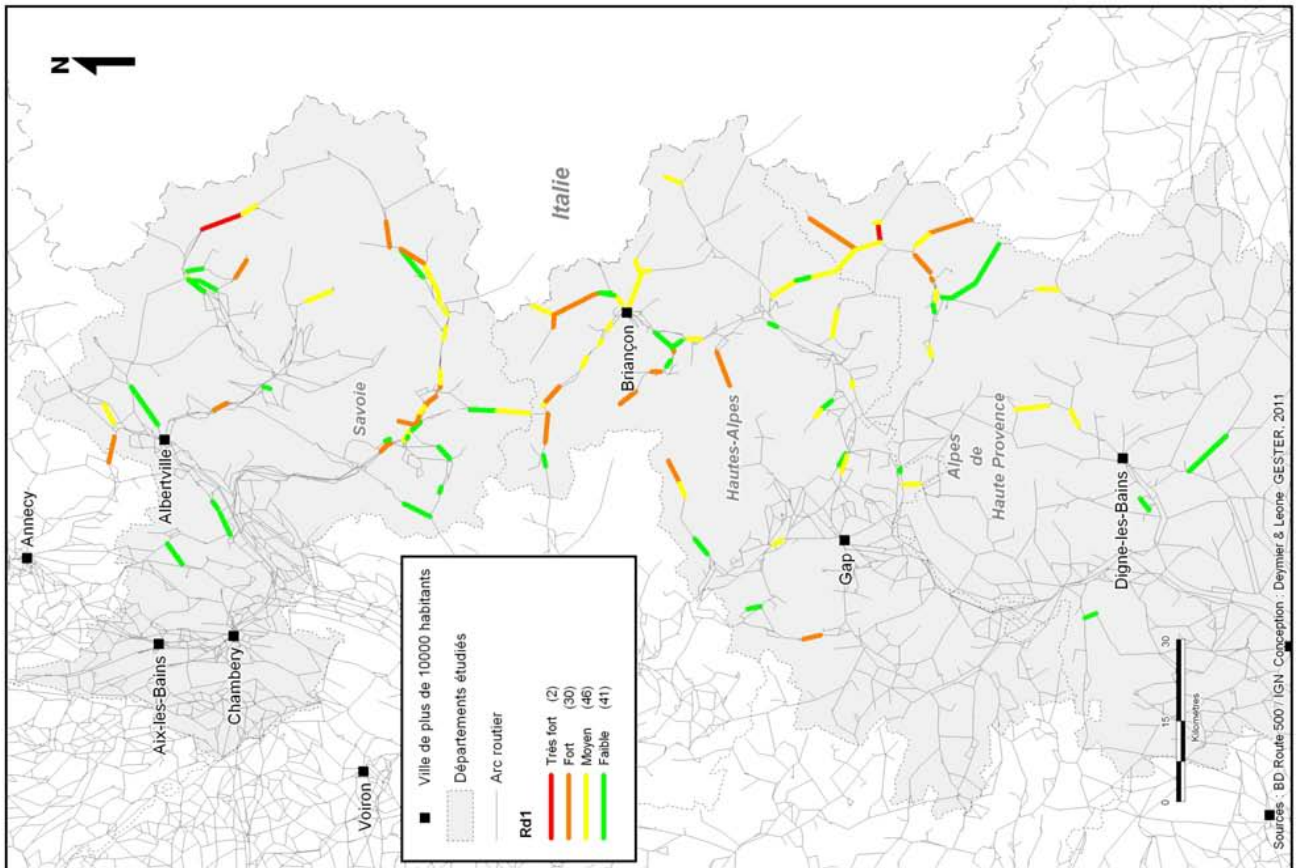 N
Annecy
Albertville
Aix-les-Bains
Chambery
Voiron
Savoie
Italie
Briançon
Hautes-Alpes
Gap
Alpes
de
Haute Provence
Digne-les-Bains
Ville de plus de 10000 habitants
Départements étudiés
Arc routier
Rd1
Très fort (2)
Fort (30)
Moyen (46)
Faible (41)
0 15 30
Kilomètres
Sources : BD Route 500 / IGN Conception : Deymier & Leone GESTER, 2011